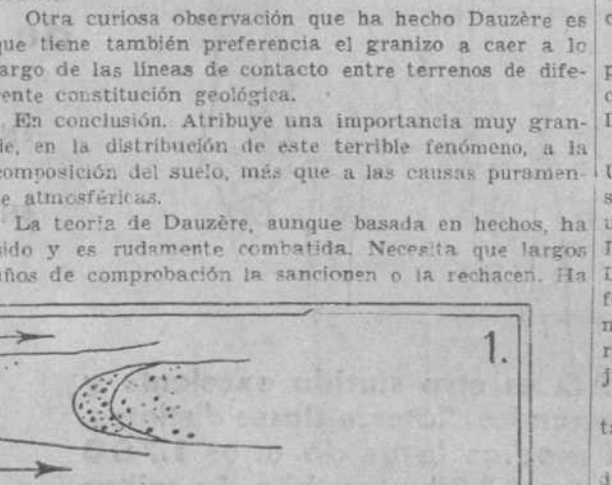 Otra curiosa observación que ha hecho Dauzère es
que tiene también preferencia el granizo a caer a lo
largo de las líneas de contacto entre terrenos de dife-
rente constitución geológica.
En conclusión. Atribuye una importancia muy gran-
de, en la distribución de este terrible fenómeno, a la
composición del suelo, más que a las causas puramen-
e atmosféricas.
La teoría de Dauzère, aunque basada en hechos, ha
sido y es rudamente combatida. Necesita que largos
años de comprobación la sancionen o la rechacen. Ha
1.